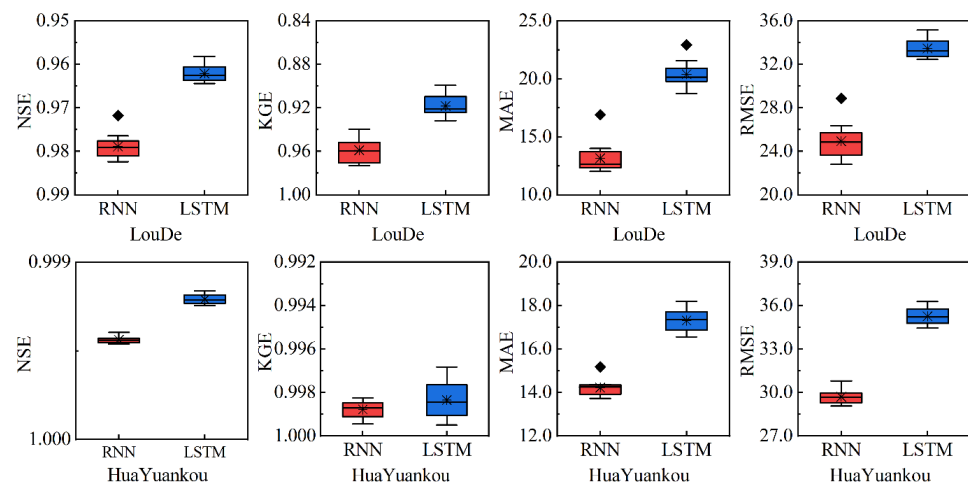 0.95
0.96
0.97
0.98
0.99
NSE
RNN LSTM
LouDe
0.84
0.88
0.92
0.96
1.00
KGE
RNN LSTM
LouDe
25.0
20.0
15.0
10.0
MAE
RNN LSTM
LouDe
36.0
32.0
28.0
24.0
20.0
RMSE
RNN LSTM
LouDe
0.999
1.000
NSE
RNN LSTM
HuaYuankou
0.992
0.994
0.996
0.998
1.000
KGE
RNN LSTM
HuaYuankou
20.0
18.0
16.0
14.0
12.0
MAE
RNN LSTM
HuaYuankou
39.0
36.0
33.0
30.0
27.0
RMSE
RNN LSTM
HuaYuankou